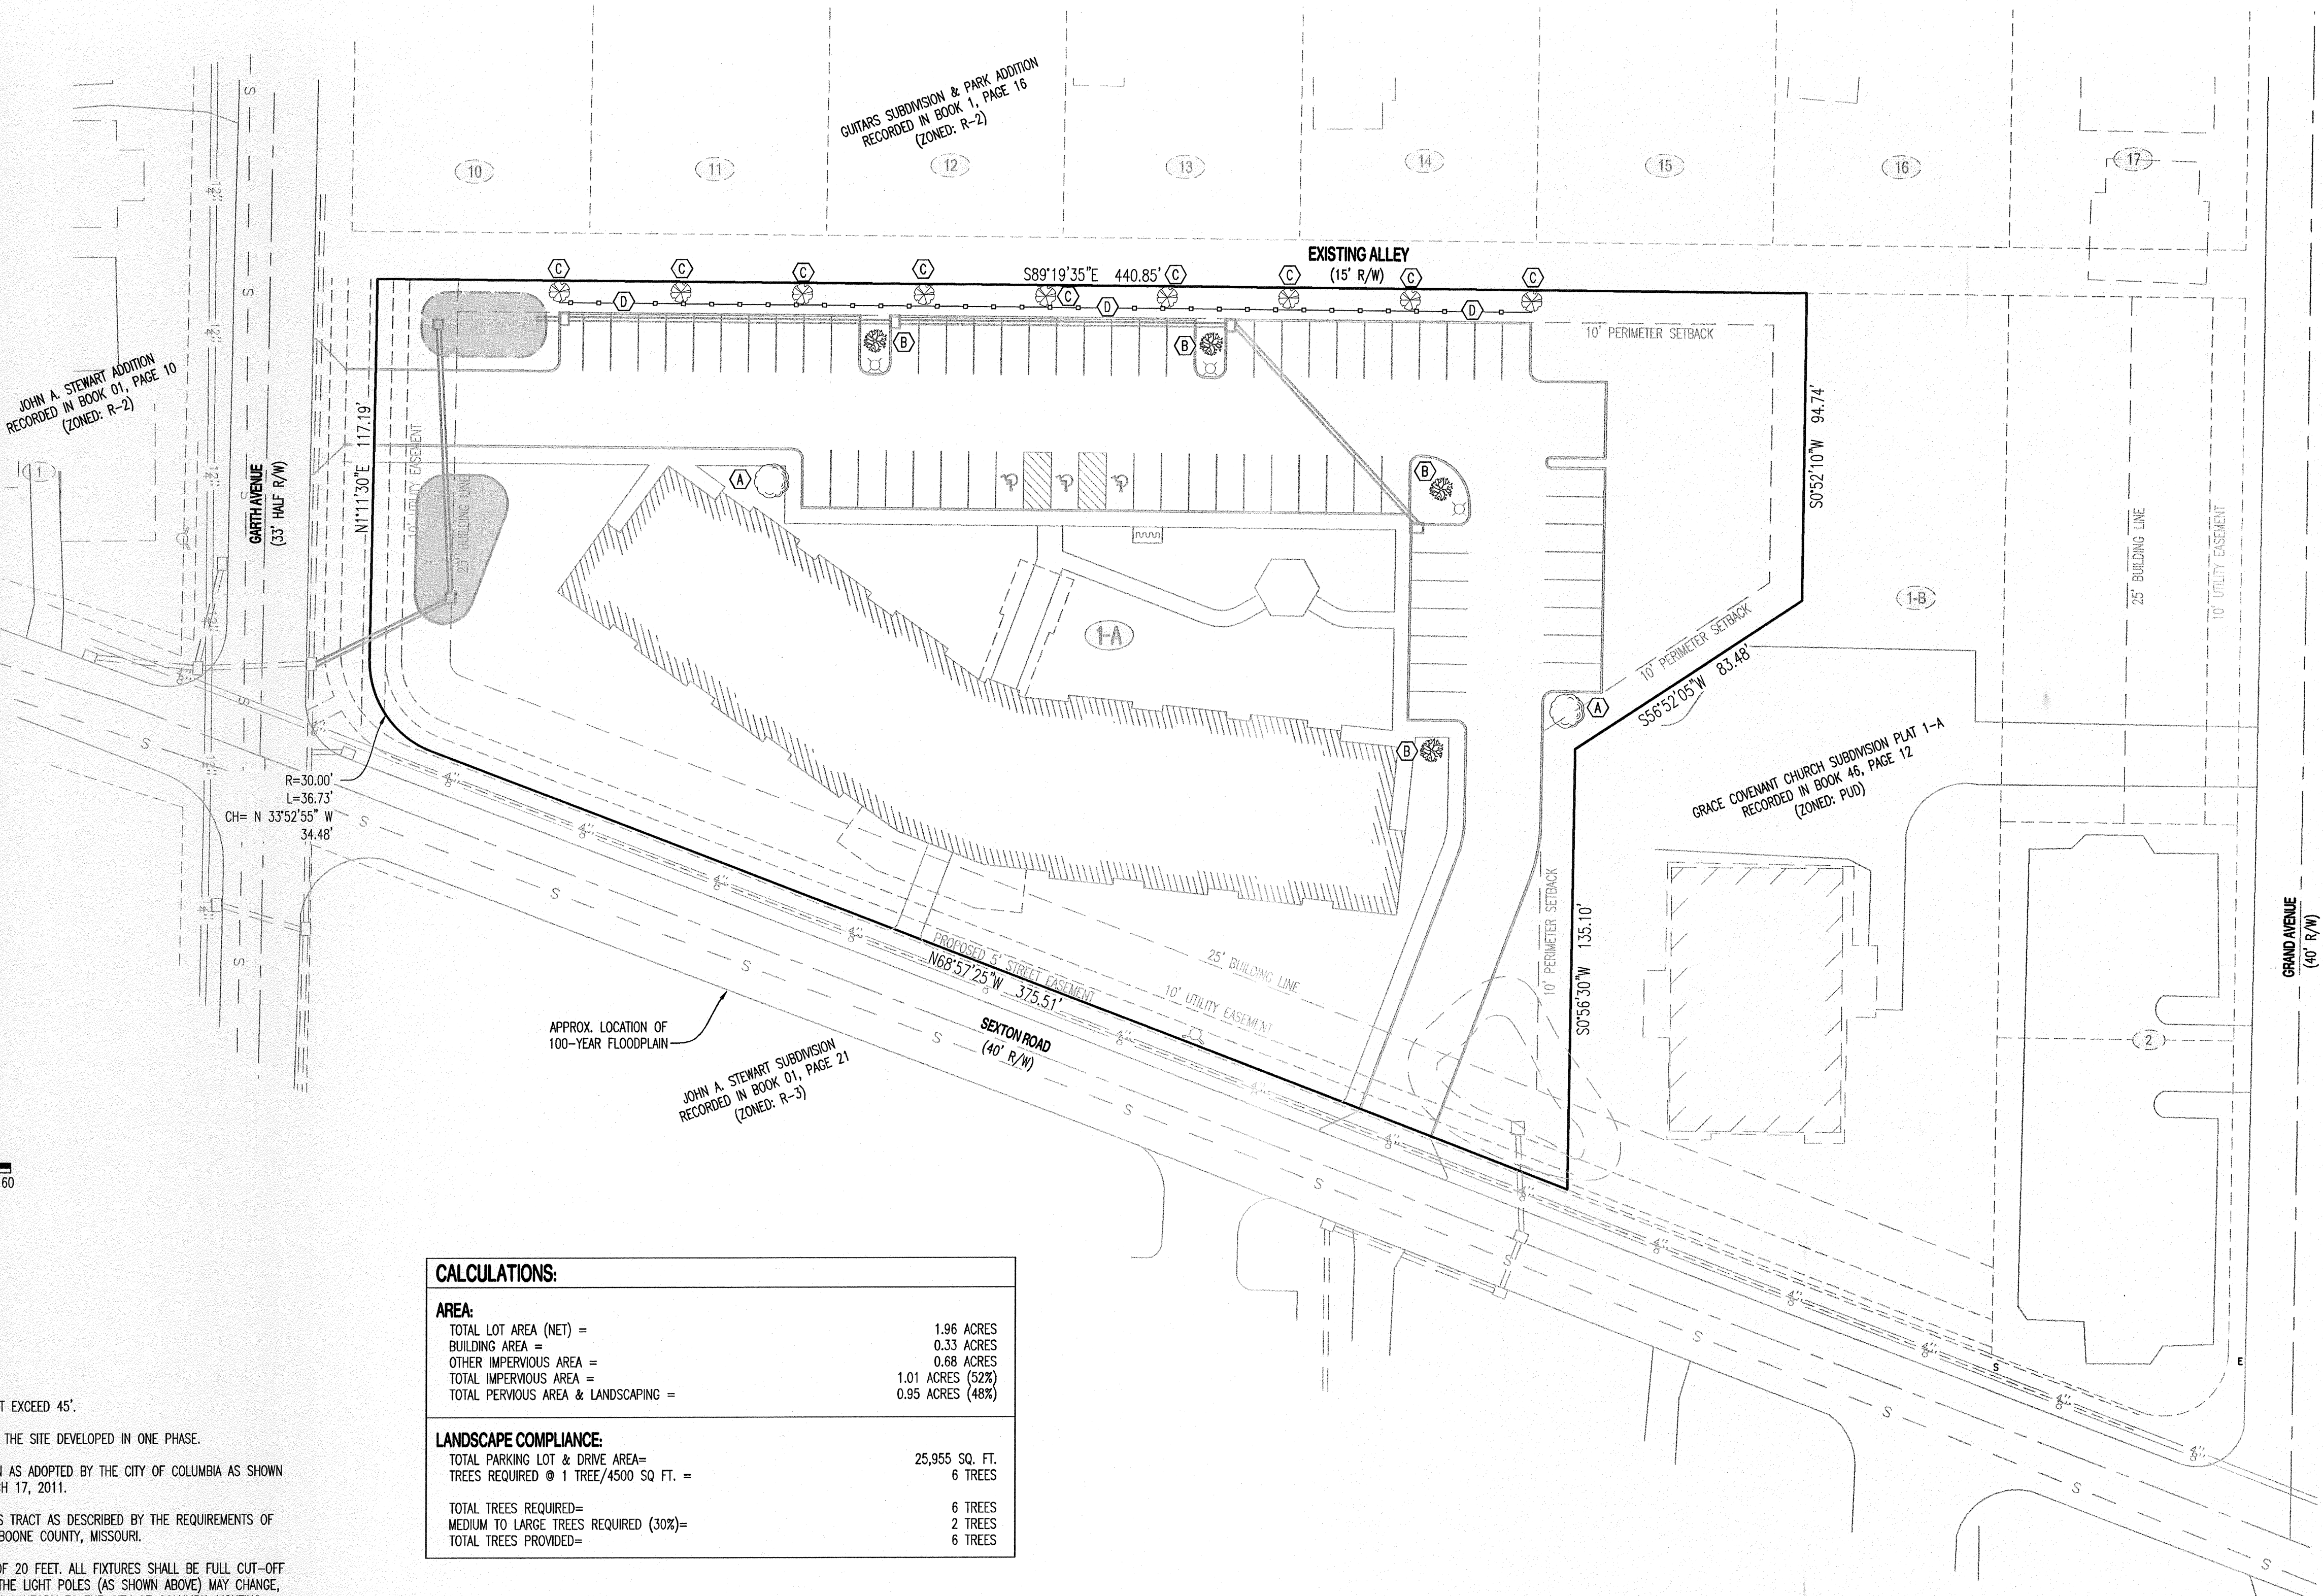 GUITARS SUBDIVISION & PARK ADDITION
RECORDED IN BOOK 1, PAGE 16
(ZONED: R-2)
10
11
12
13
14
15
16
17
EXISTING ALLEY
(15' R/W)
S89°19'35"E 440.85'
C
C
C
C
C
C
C
C
C
D
D
D
B
B
B
B
A
A
10' PERIMETER SETBACK
S0°52'10"W 94.74'
JOHN A. STEWART ADDITION
RECORDED IN BOOK 01, PAGE 10
(ZONED: R-2)
1
GARTH AVENUE
(33' HALF R/W)
N1°11'30"E 117.19'
10' UTILITY EASEMENT
25' BUILDING LINE
1-A
1-B
25' BUILDING LINE
10' UTILITY EASEMENT
10' PERIMETER SETBACK
S56°52'05"W 83.48'
GRACE COVENANT CHURCH SUBDIVISION PLAT 1-A
RECORDED IN BOOK 46, PAGE 12
(ZONED: PUD)
R=30.00'
L=36.73'
CH= N 33°52'55" W
34.48'
10' PERIMETER SETBACK
S0°56'30"W 135.10'
GRAND AVENUE
(40' R/W)
2
PROPOSED 5' STREET EASEMENT
N68°57'25"W 375.51'
25' BUILDING LINE
10' UTILITY EASEMENT
SEXTON ROAD
(40' R/W)
APPROX. LOCATION OF
100-YEAR FLOODPLAIN
JOHN A. STEWART SUBDIVISION
RECORDED IN BOOK 01, PAGE 21
(ZONED: R-3)
60
S
E
CALCULATIONS:
AREA:
TOTAL LOT AREA (NET) = 1.96 ACRES
BUILDING AREA = 0.33 ACRES
OTHER IMPERVIOUS AREA = 0.68 ACRES
TOTAL IMPERVIOUS AREA = 1.01 ACRES (52%)
TOTAL PERVIOUS AREA & LANDSCAPING = 0.95 ACRES (48%)
LANDSCAPE COMPLIANCE:
TOTAL PARKING LOT & DRIVE AREA= 25,955 SQ. FT.
TREES REQUIRED @ 1 TREE/4500 SQ FT. = 6 TREES
TOTAL TREES REQUIRED= 6 TREES
MEDIUM TO LARGE TREES REQUIRED (30%)= 2 TREES
TOTAL TREES PROVIDED= 6 TREES
T EXCEED 45'.
THE SITE DEVELOPED IN ONE PHASE.
AS ADOPTED BY THE CITY OF COLUMBIA AS SHOWN
H 17, 2011.
S TRACT AS DESCRIBED BY THE REQUIREMENTS OF
BOONE COUNTY, MISSOURI.
OF 20 FEET. ALL FIXTURES SHALL BE FULL CUT-OFF
THE LIGHT POLES (AS SHOWN ABOVE) MAY CHANGE,